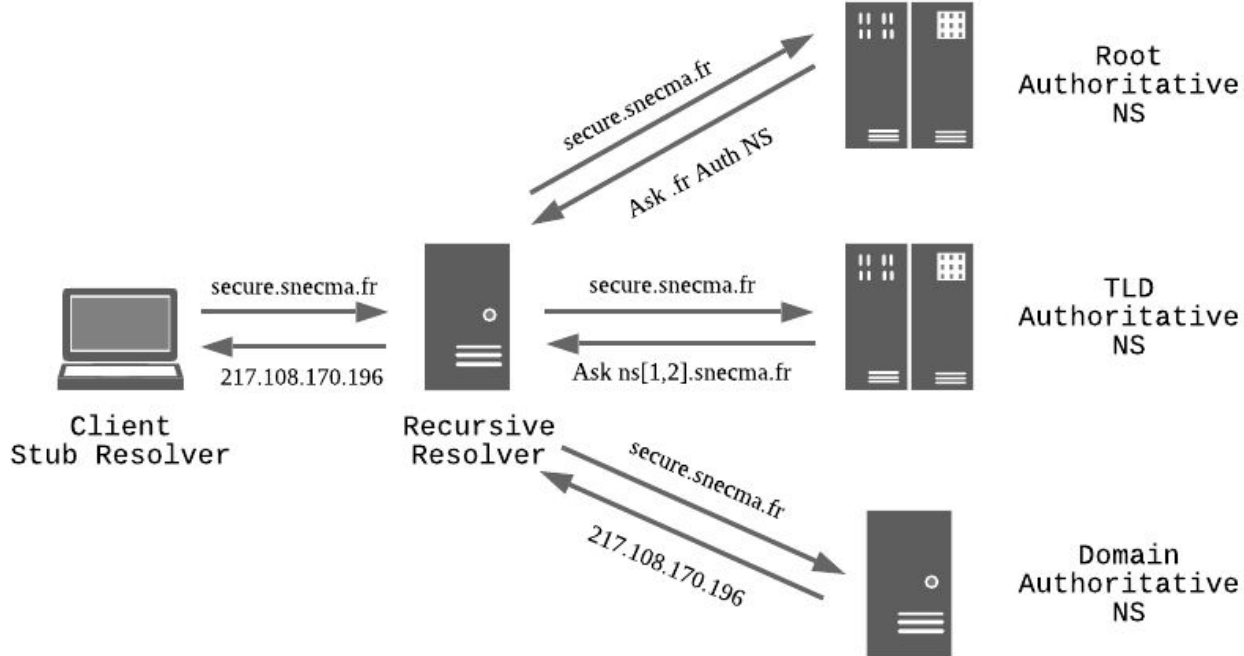 secure.snecma.fr
Ask .fr Auth NS
Root
Authoritative
NS
secure.snecma.fr
217.108.170.196
Client
Stub Resolver
Recursive
Resolver
secure.snecma.fr
Ask ns[1,2].snecma.fr
TLD
Authoritative
NS
secure.snecma.fr
217.108.170.196
Domain
Authoritative
NS